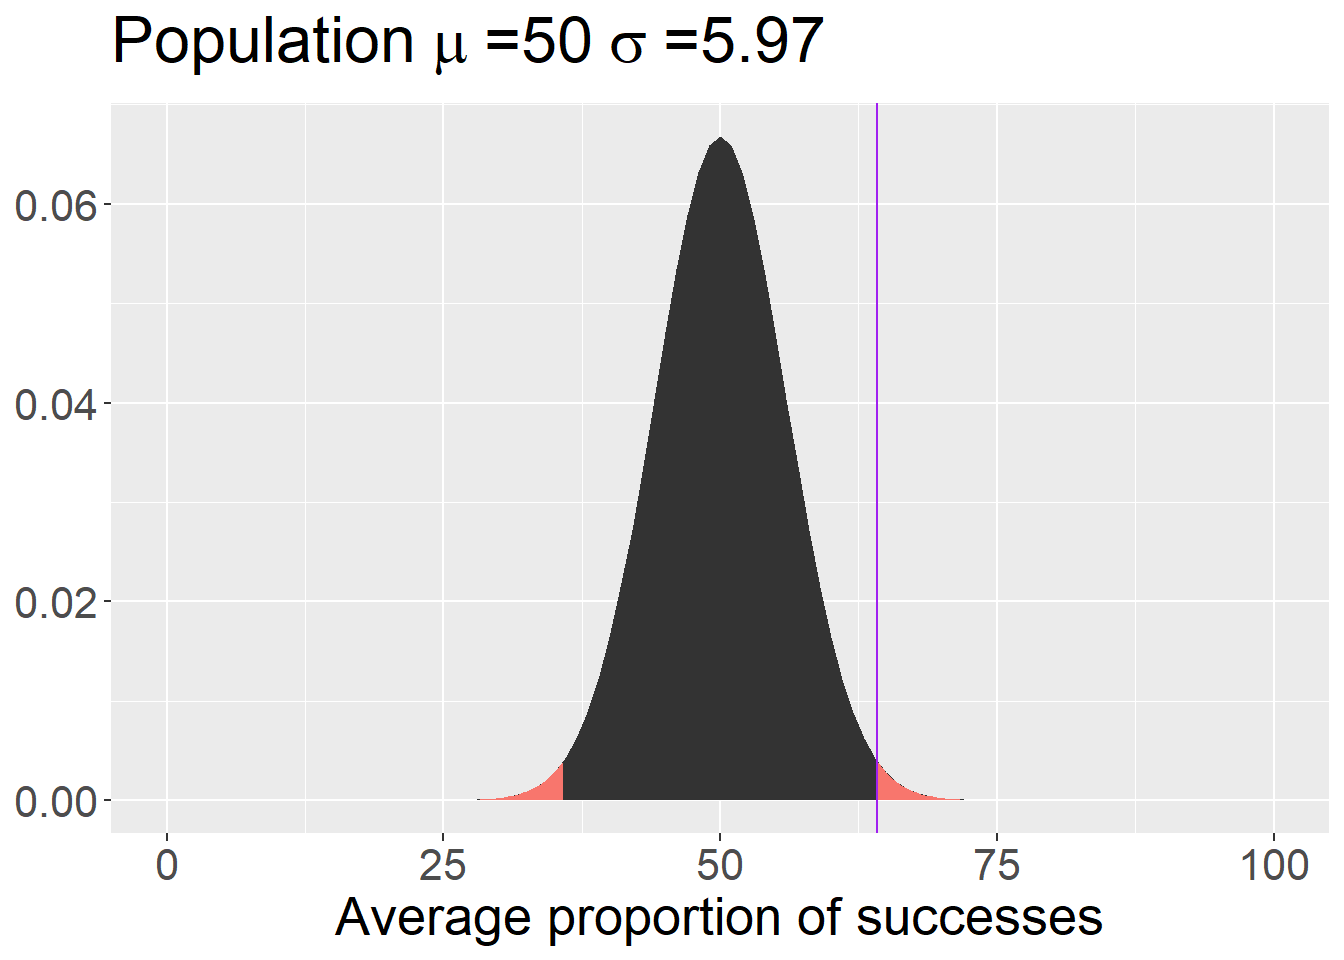 Population μ =50 σ =5.97
0.06
0.04
0.02
0.00
0 25 50 75 100
Average proportion of successes